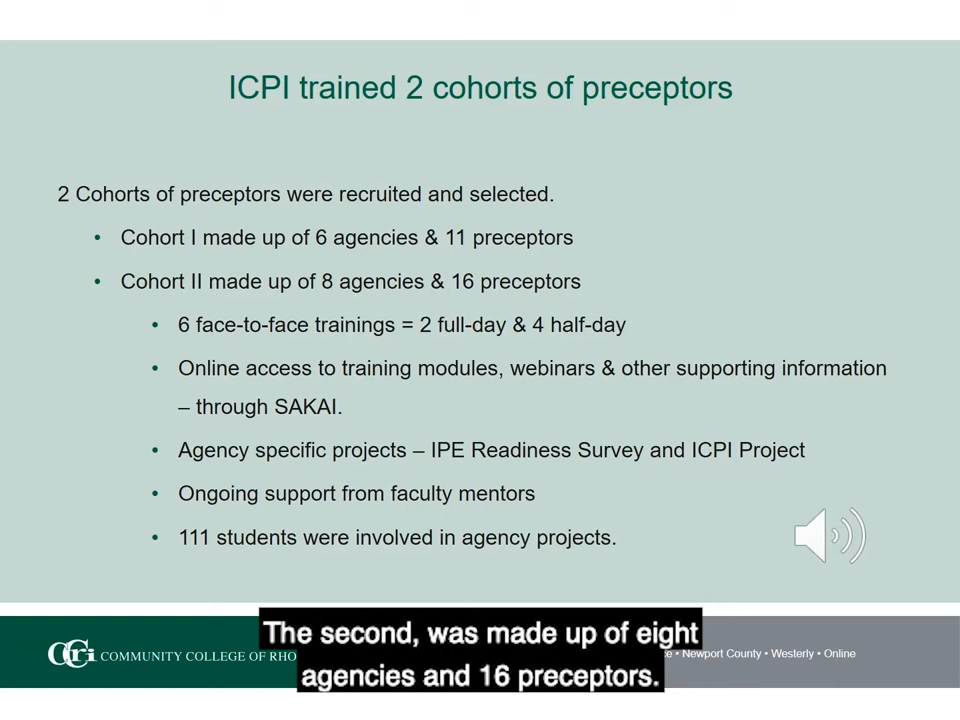 ICPI trained 2 cohorts of preceptors
2 Cohorts of preceptors were recruited and selected.
• Cohort I made up of 6 agencies & 11 preceptors
• Cohort II made up of 8 agencies & 16 preceptors
• 6 face-to-face trainings = 2 full-day & 4 half-day
• Online access to training modules, webinars & other supporting information
– through SAKAI.
• Agency specific projects – IPE Readiness Survey and ICPI Project
• Ongoing support from faculty mentors
• 111 students were involved in agency projects.
The second, was made up of eight
agencies and 16 preceptors.
CCRI COMMUNITY COLLEGE OF
• Newport County • Westerly • Online